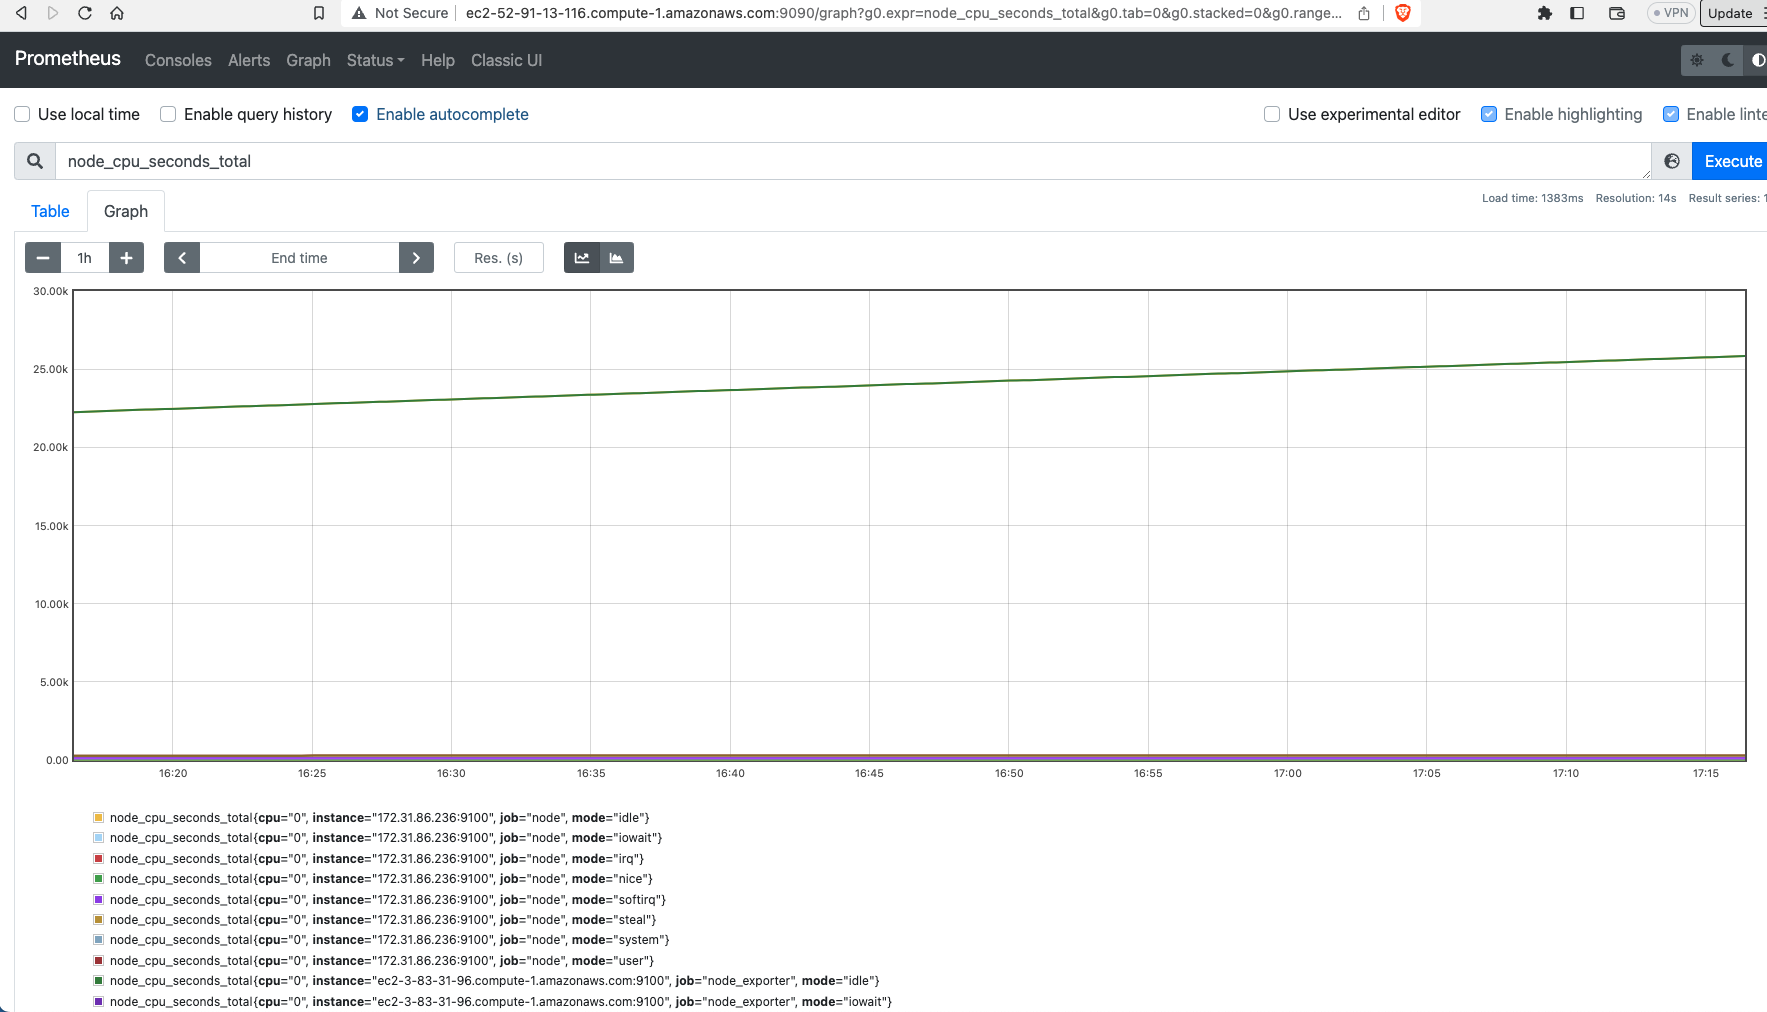 Not Secure ec2-52-91-13-116.compute-1.amazonaws.com:9090/graph?g0.expr=node_cpu_seconds_total&g0.tab=0&g0.stacked=0&g0.range... VPN Update
Prometheus Consoles Alerts Graph Status Help Classic UI
Use local time Enable query history Enable autocomplete Use experimental editor Enable highlighting Enable linte
node_cpu_seconds_total Execute
Load time: 1383ms Resolution: 14s Result series: 1
Table Graph
1h End time Res. (s)
30.00k
25.00k
20.00k
15.00k
10.00k
5.00k
0.00
16:20 16:25 16:30 16:35 16:40 16:45 16:50 16:55 17:00 17:05 17:10 17:15
node_cpu_seconds_total{cpu="0", instance="172.31.86.236:9100", job="node", mode="idle"}
node_cpu_seconds_total{cpu="0", instance="172.31.86.236:9100", job="node", mode="iowait"}
node_cpu_seconds_total{cpu="0", instance="172.31.86.236:9100", job="node", mode="irq"}
node_cpu_seconds_total{cpu="0", instance="172.31.86.236:9100", job="node", mode="nice"}
node_cpu_seconds_total{cpu="0", instance="172.31.86.236:9100", job="node", mode="softirq"}
node_cpu_seconds_total{cpu="0", instance="172.31.86.236:9100", job="node", mode="steal"}
node_cpu_seconds_total{cpu="0", instance="172.31.86.236:9100", job="node", mode="system"}
node_cpu_seconds_total{cpu="0", instance="172.31.86.236:9100", job="node", mode="user"}
node_cpu_seconds_total{cpu="0", instance="ec2-3-83-31-96.compute-1.amazonaws.com:9100", job="node_exporter", mode="idle"}
node_cpu_seconds_total{cpu="0", instance="ec2-3-83-31-96.compute-1.amazonaws.com:9100", job="node_exporter", mode="iowait"}